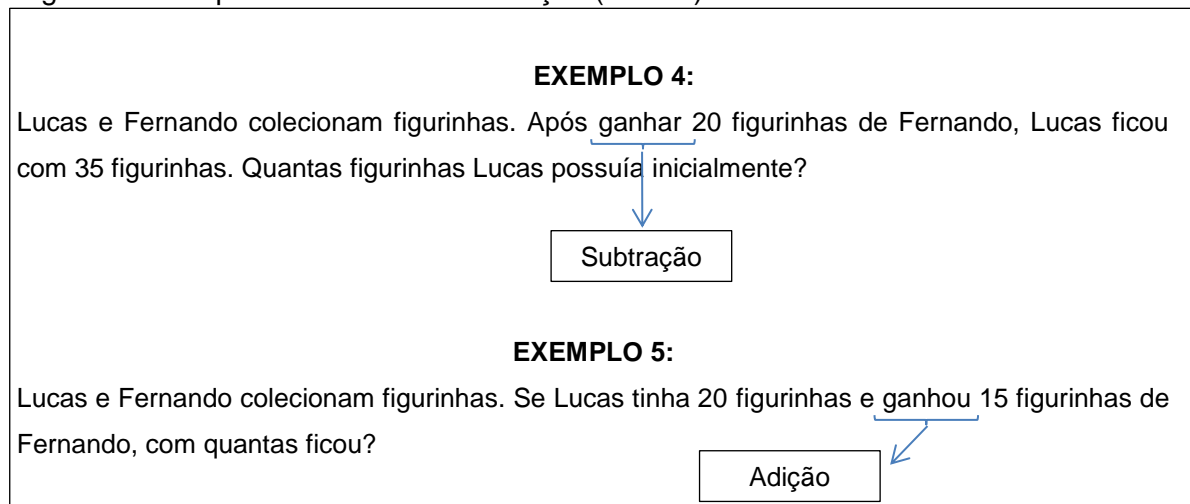 EXEMPLO 4:
Lucas e Fernando colecionam figurinhas. Após ganhar 20 figurinhas de Fernando, Lucas ficou
com 35 figurinhas. Quantas figurinhas Lucas possuía inicialmente?
Subtração
EXEMPLO 5:
Lucas e Fernando colecionam figurinhas. Se Lucas tinha 20 figurinhas e ganhou 15 figurinhas de
Fernando, com quantas ficou?
Adição